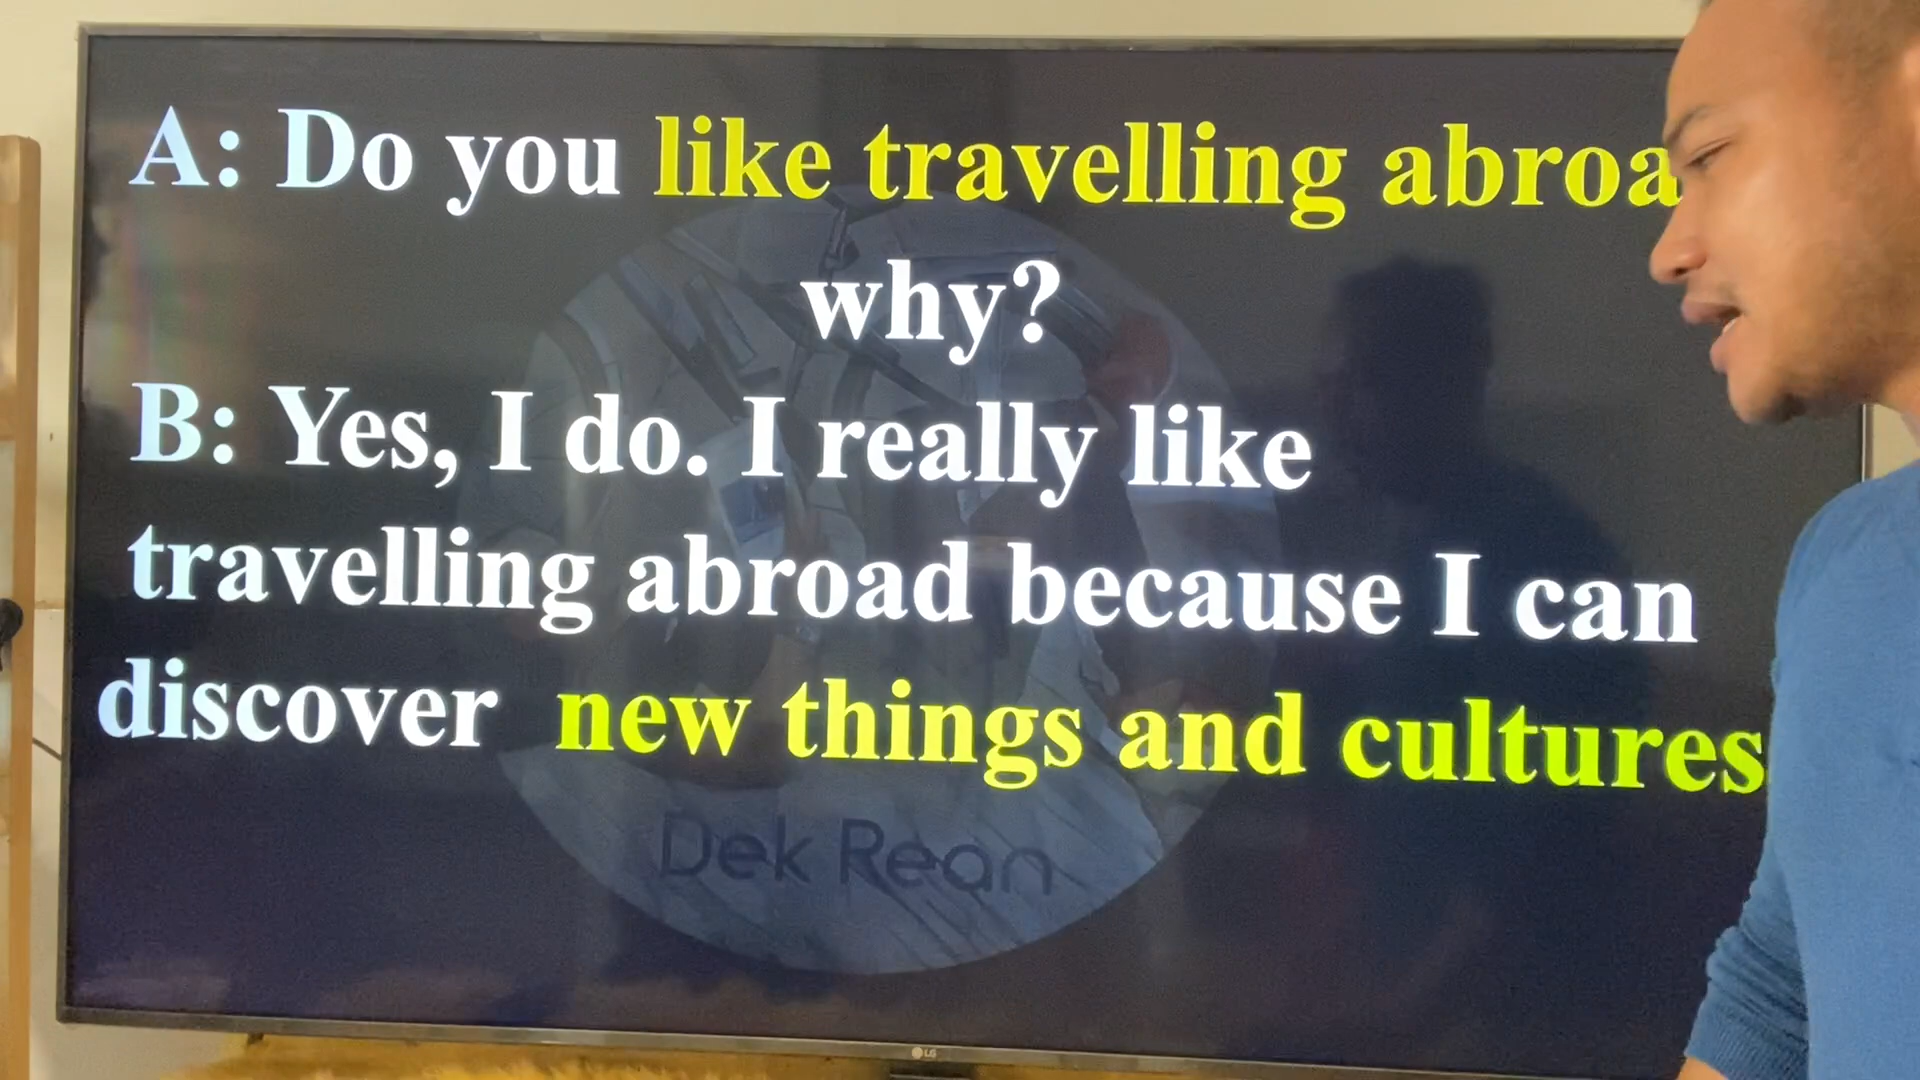 A: Do you like travelling abroa
why?
B: Yes, I do. I really like
travelling abroad because I can
discover new things and cultures
Dek Rean
LG